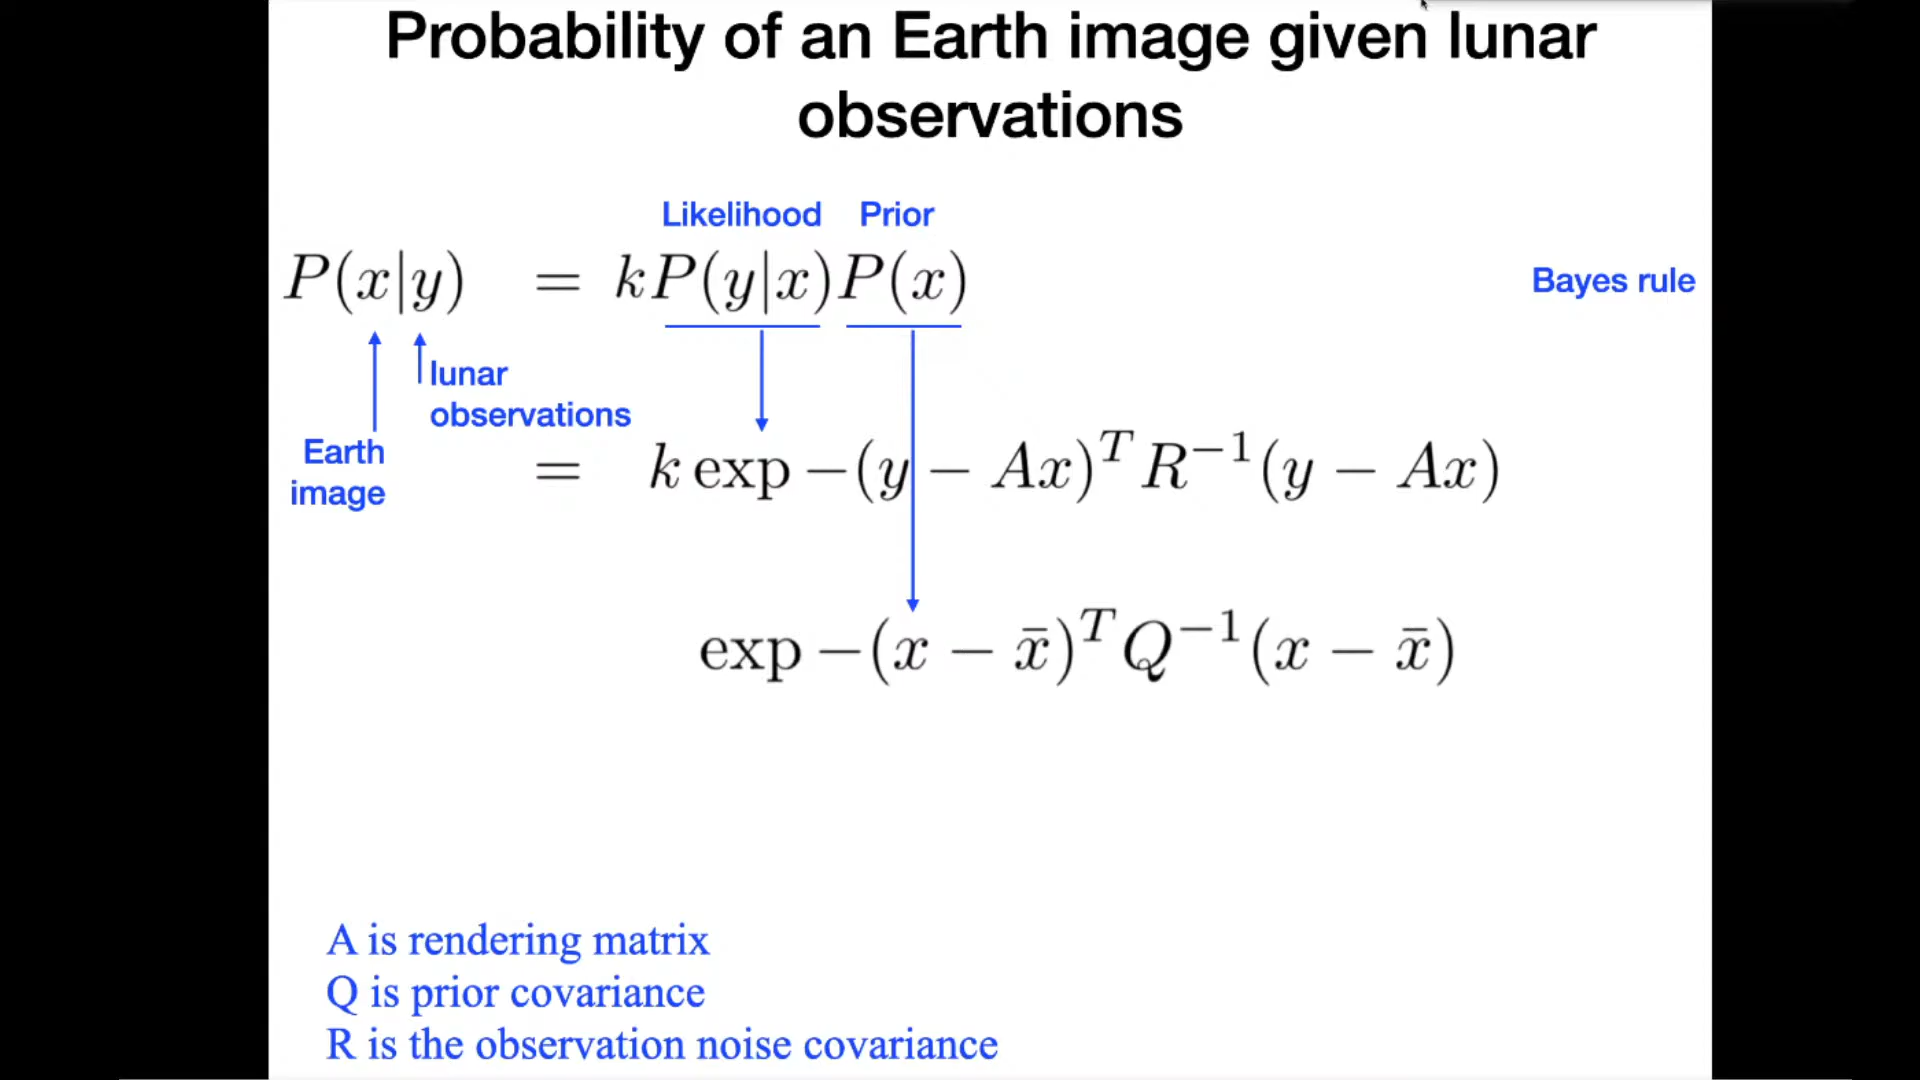 Probability of an Earth image given lunar
observations
Likelihood Prior
P(x|y) = kP(y|x)P(x)
Bayes rule
lunar
observations
Earth
image
= k exp −(y − Ax)ᵀ R⁻¹(y − Ax)
exp −(x − x̄)ᵀ Q⁻¹(x − x̄)
A is rendering matrix
Q is prior covariance
R is the observation noise covariance